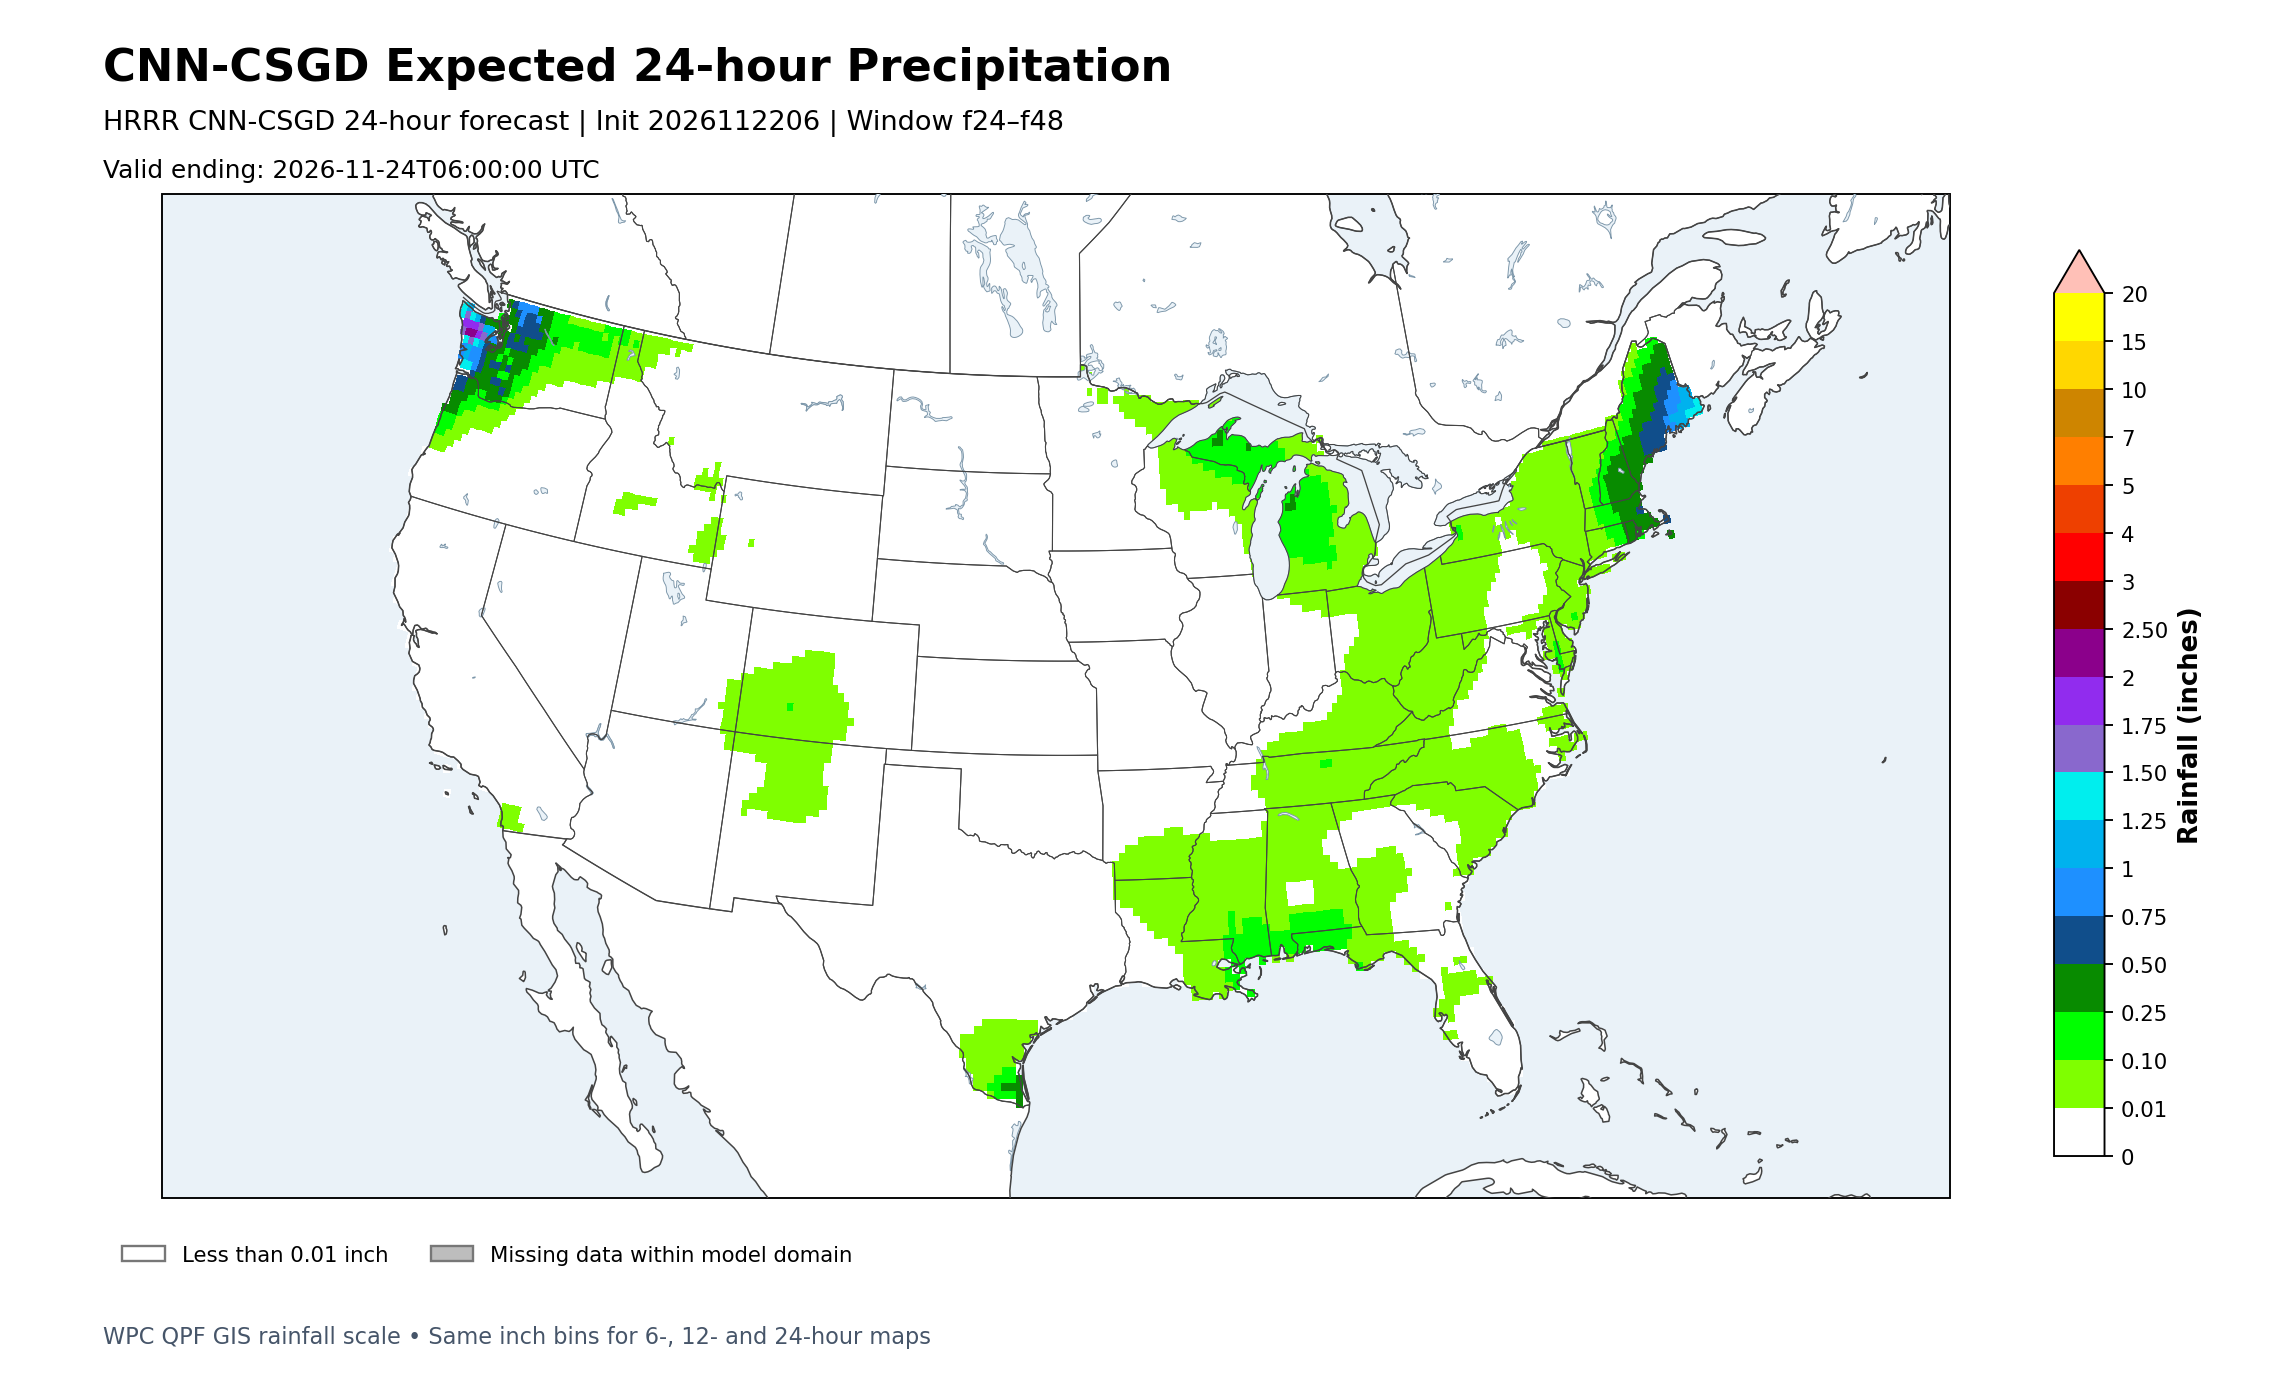 CNN-CSGD Expected 24-hour Precipitation
HRRR CNN-CSGD 24-hour forecast | Init 2026112206 | Window f24–f48
Valid ending: 2026-11-24T06:00:00 UTC
20
15
10
7
5
4
3
2.50
2
1.75
1.50
1.25
1
0.75
0.50
0.25
0.10
0.01
0
Rainfall (inches)
Less than 0.01 inch
Missing data within model domain
WPC QPF GIS rainfall scale • Same inch bins for 6-, 12- and 24-hour maps